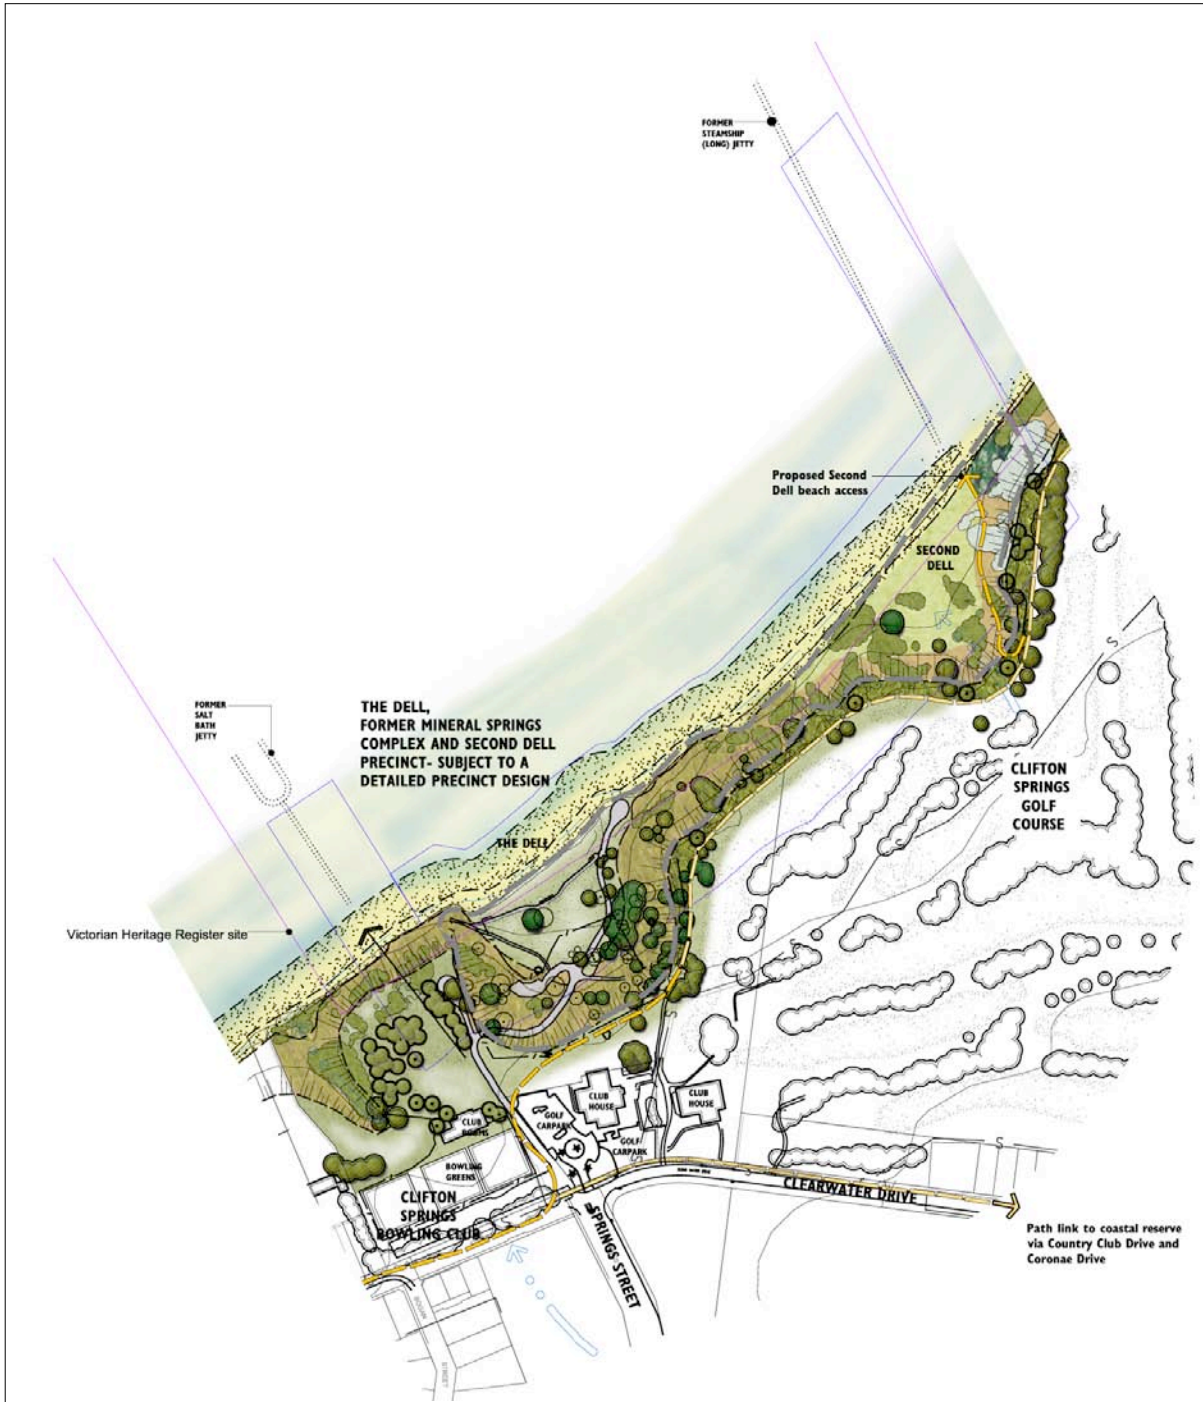 FORMER
STEAMSHIP
(LONG) JETTY
Proposed Second
Dell beach access
SECOND
DELL
FORMER
SALT
BATH
JETTY
THE DELL,
FORMER MINERAL SPRINGS
COMPLEX AND SECOND DELL
PRECINCT- SUBJECT TO A
DETAILED PRECINCT DESIGN
CLIFTON
SPRINGS
GOLF
COURSE
THE DELL
Victorian Heritage Register site
S
S
CLUB
HOUSE
CLUB
HOUSE
GOLF
CARPARK
CLUB
ROOMS
GOLF
CARPARK
S
S
S
BOWLING
GREENS
CLIFTON
SPRINGS
BOWLING CLUB
CLEARWATER DRIVE
SPRINGS STREET
Path link to coastal reserve
via Country Club Drive and
Coronae Drive
STREET